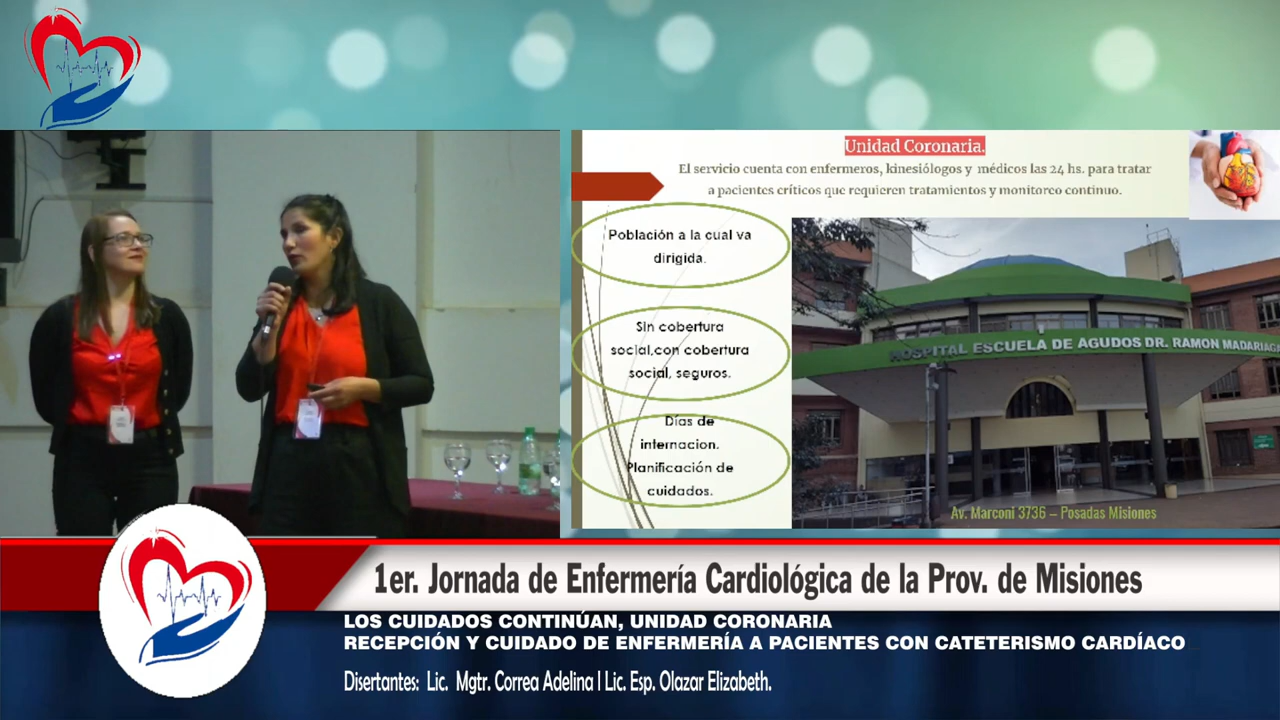 Unidad Coronaria.
El servicio cuenta con enfermeros, kinesiólogos y médicos las 24 hs. para tratar
a pacientes críticos que requieren tratamientos y monitoreo continuo.
Población a la cual va
dirigida.
Sin cobertura
social,con cobertura
social, seguros.
Días de
internacion.
Planificación de
cuidados.
HOSPITAL ESCUELA DE AGUDOS DR. RAMON MADARIAGA
Av. Marconi 3736 – Posadas Misiones
1er. Jornada de Enfermería Cardiológica de la Prov. de Misiones
LOS CUIDADOS CONTINÚAN, UNIDAD CORONARIA
RECEPCIÓN Y CUIDADO DE ENFERMERÍA A PACIENTES CON CATETERISMO CARDÍACO
Disertantes: Lic. Mgtr. Correa Adelina | Lic. Esp. Olazar Elizabeth.